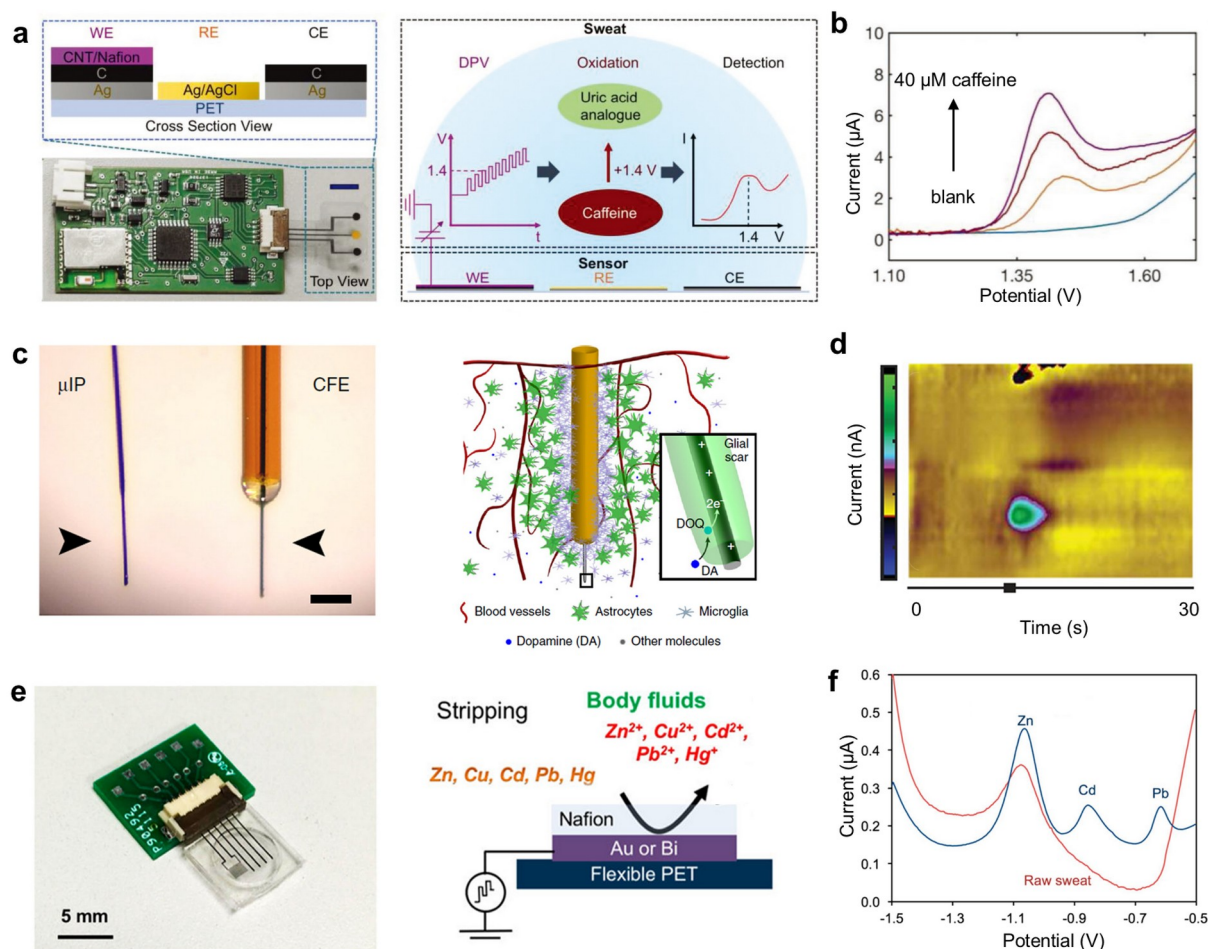 a
WE
RE
CE
CNT/Nafion
C
C
Ag
Ag/AgCl
Ag
PET
Cross Section View
Top View
Sweat
DPV
Oxidation
Detection
Uric acid
analogue
V
1.4
t
+1.4 V
Caffeine
I
1.4
V
Sensor
WE
RE
CE
b
10
8
6
4
2
0
Current (μA)
40 μM caffeine
blank
1.10
1.35
1.60
Potential (V)
c
μIP
CFE
Glial
scar
+
+
+
2e⁻
DOQ
DA
Blood vessels
Astrocytes
Microglia
Dopamine (DA)
Other molecules
d
Current (nA)
0
30
Time (s)
e
5 mm
Stripping
Body fluids
Zn²⁺, Cu²⁺, Cd²⁺,
Pb²⁺, Hg⁺
Zn, Cu, Cd, Pb, Hg
Nafion
Au or Bi
Flexible PET
f
0.6
0.5
0.4
0.3
0.2
0.1
0.0
Current (μA)
Zn
Cd
Pb
Raw sweat
-1.5
-1.3
-1.1
-0.9
-0.7
-0.5
Potential (V)